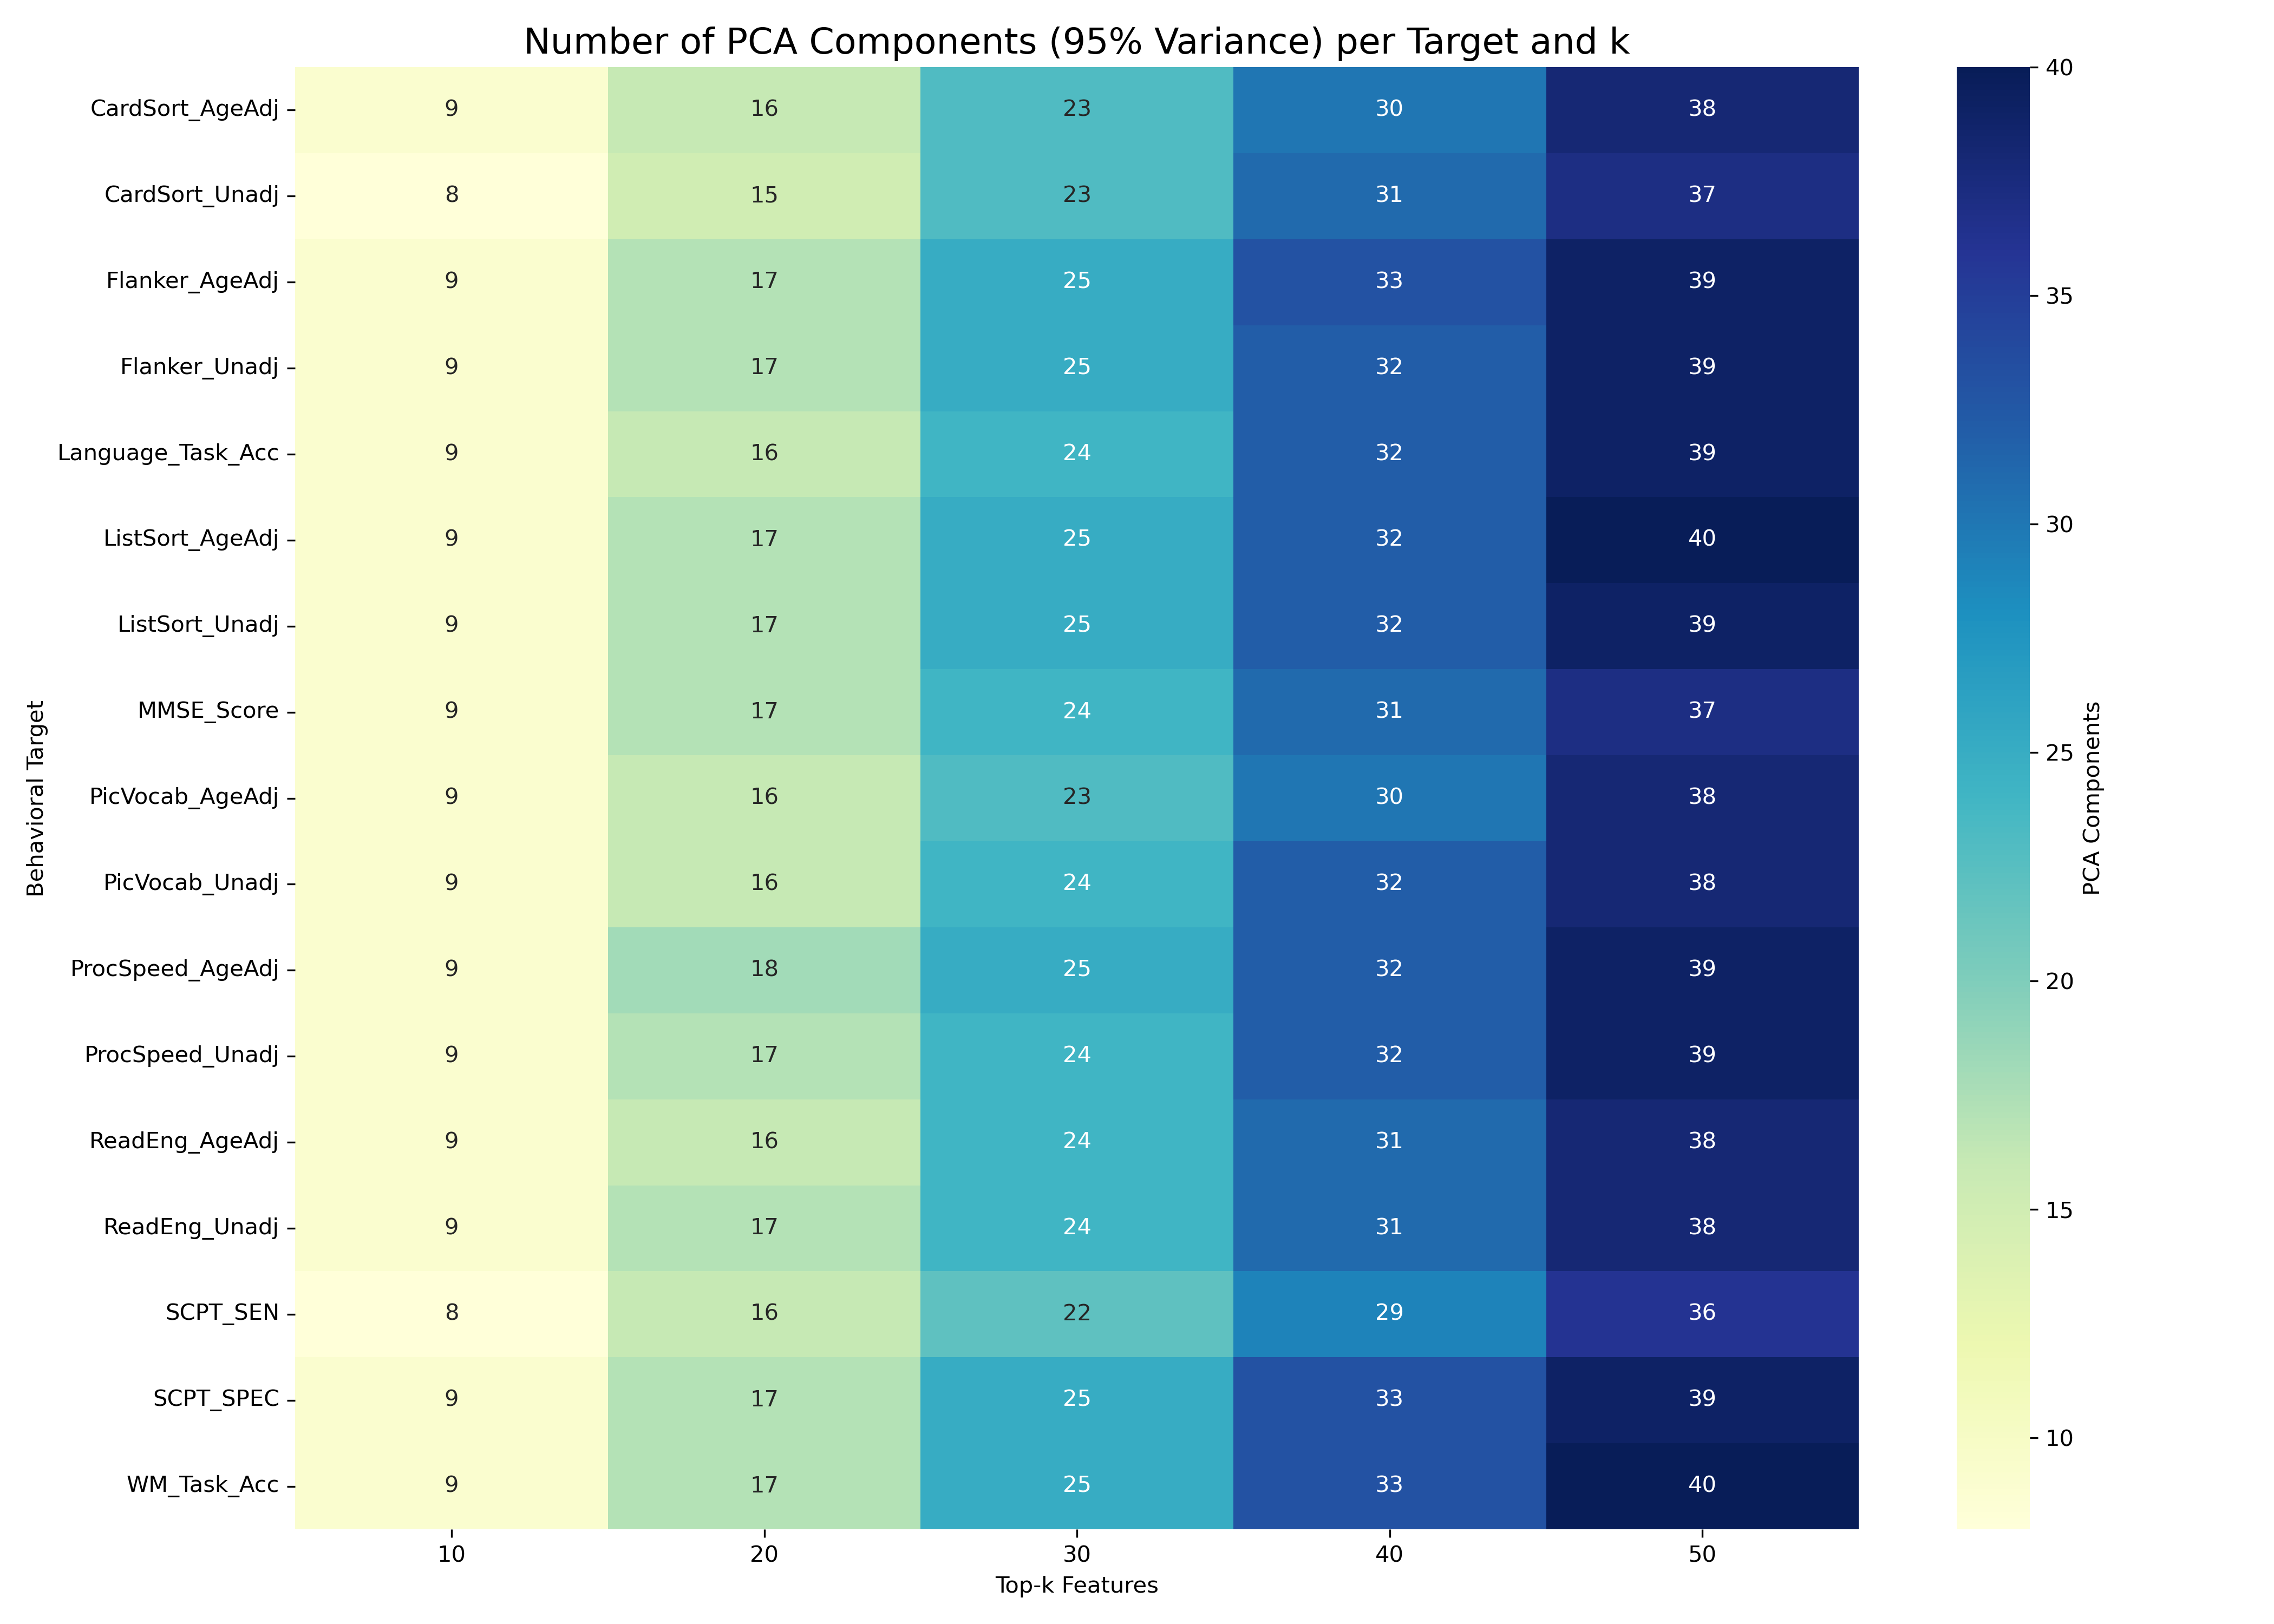 Number of PCA Components (95% Variance) per Target and k
CardSort_AgeAdj 9 16 23 30 38
CardSort_Unadj 8 15 23 31 37
Flanker_AgeAdj 9 17 25 33 39
Flanker_Unadj 9 17 25 32 39
Language_Task_Acc 9 16 24 32 39
ListSort_AgeAdj 9 17 25 32 40
ListSort_Unadj 9 17 25 32 39
MMSE_Score 9 17 24 31 37
PicVocab_AgeAdj 9 16 23 30 38
PicVocab_Unadj 9 16 24 32 38
ProcSpeed_AgeAdj 9 18 25 32 39
ProcSpeed_Unadj 9 17 24 32 39
ReadEng_AgeAdj 9 16 24 31 38
ReadEng_Unadj 9 17 24 31 38
SCPT_SEN 8 16 22 29 36
SCPT_SPEC 9 17 25 33 39
WM_Task_Acc 9 17 25 33 40
10 20 30 40 50
Top-k Features
Behavioral Target
40
35
30
25
20
15
10
PCA Components